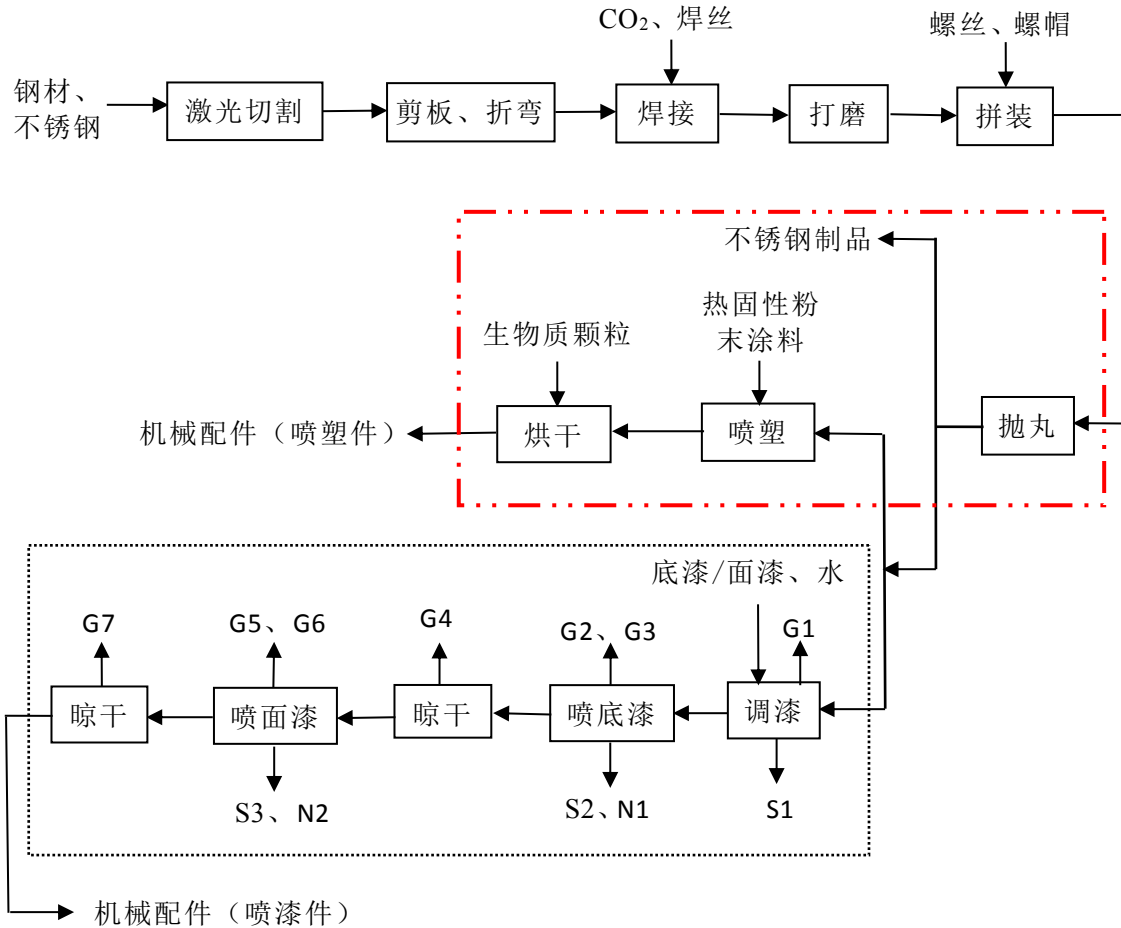 CO₂、焊丝
螺丝、螺帽
钢材、
不锈钢
激光切割
剪板、折弯
焊接
打磨
拼装
不锈钢制品
热固性粉
末涂料
生物质颗粒
机械配件（喷塑件）
烘干
喷塑
抛丸
底漆/面漆、水
G7
G5、G6
G4
G2、G3
G1
晾干
喷面漆
晾干
喷底漆
调漆
S3、N2
S2、N1
S1
机械配件（喷漆件）